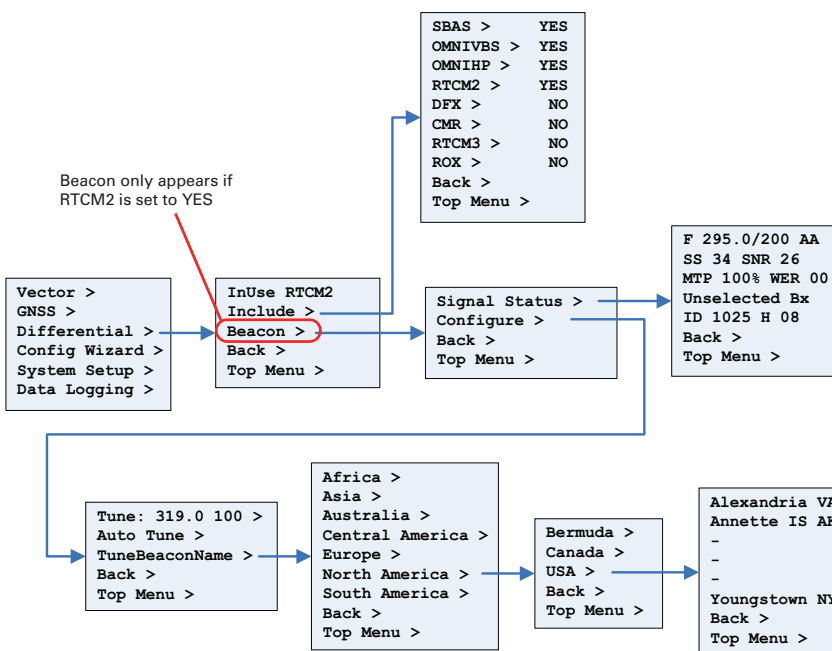 SBAS > YES
OMNIVBS > YES
OMNIHP > YES
RTCM2 > YES
DFX > NO
CMR > NO
RTCM3 > NO
ROX > NO
Back >
Top Menu >
Beacon only appears if
RTCM2 is set to YES
Vector >
GNSS >
Differential >
Config Wizard >
System Setup >
Data Logging >
InUse RTCM2
Include >
Beacon >
Back >
Top Menu >
Signal Status >
Configure >
Back >
Top Menu >
F 295.0/200 AA
SS 34 SNR 26
MTP 100% WER 00
Unselected Bx
ID 1025 H 08
Back >
Top Menu >
Tune: 319.0 100 >
Auto Tune >
TuneBeaconName >
Back >
Top Menu >
Africa >
Asia >
Australia >
Central America >
Europe >
North America >
South America >
Back >
Top Menu >
Bermuda >
Canada >
USA >
Back >
Top Menu >
Alexandria VA
Annette IS
-
-
-
Youngstown NY
Back >
Top Menu >